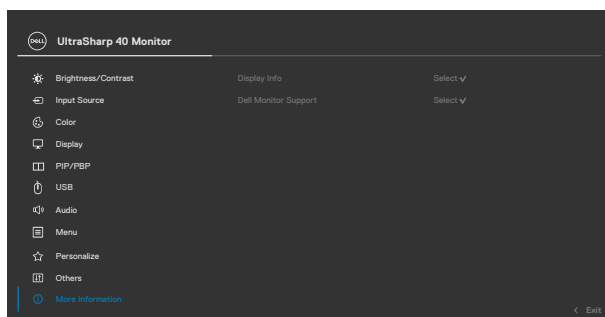 DELL UltraSharp 40 Monitor
Brightness/Contrast Display Info Select ✓
Input Source Dell Monitor Support Select ✓
Color
Display
PIP/PBP
USB
Audio
Menu
Personalize
Others
More Information
< Exit